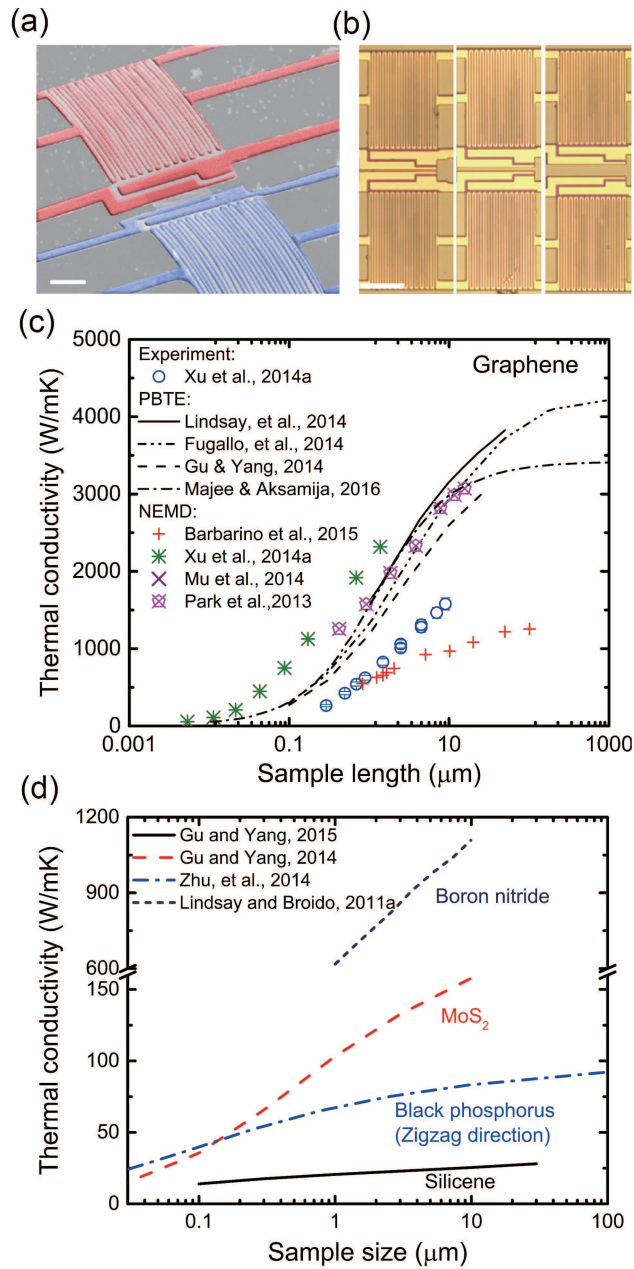 (a)
(b)
(c)
Thermal conductivity (W/mK)
5000
4000
3000
2000
1000
0
Experiment:
Xu et al., 2014a
PBTE:
Lindsay, et al., 2014
Fugallo, et al., 2014
Gu & Yang, 2014
Majee & Aksamija, 2016
NEMD:
Barbarino et al., 2015
Xu et al., 2014a
Mu et al., 2014
Park et al.,2013
Graphene
0.001
0.1
10
1000
Sample length (μm)
(d)
Thermal conductivity (W/mK)
1200
900
600
150
100
50
0
Gu and Yang, 2015
Gu and Yang, 2014
Zhu, et al., 2014
Lindsay and Broido, 2011a
Boron nitride
MoS₂
Black phosphorus
(Zigzag direction)
Silicene
0.1
1
10
100
Sample size (μm)